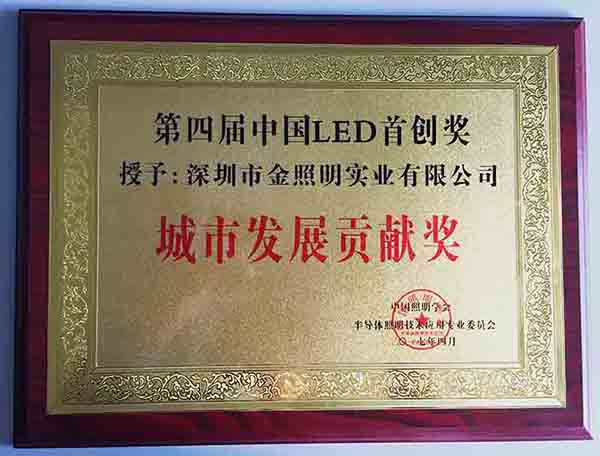 第四届中国LED首创奖
授予:深圳市金照明实业有限公司
城市发展贡献奖
中国照明学会
半导体照明技术应用专业委员会
二〇一七年四月